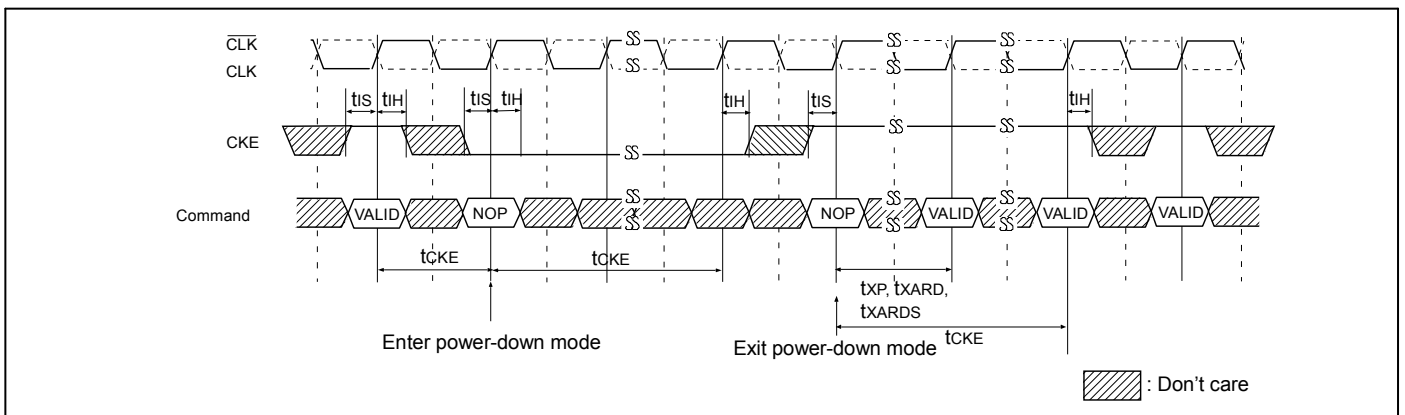 CLK
CLK
tIS tIH tIS tIH tIH tIS tIH
CKE
Command
VALID NOP NOP VALID VALID VALID
tCKE tCKE
tXP, tXARD,
tXARDS
tCKE
Enter power-down mode
Exit power-down mode
: Don't care